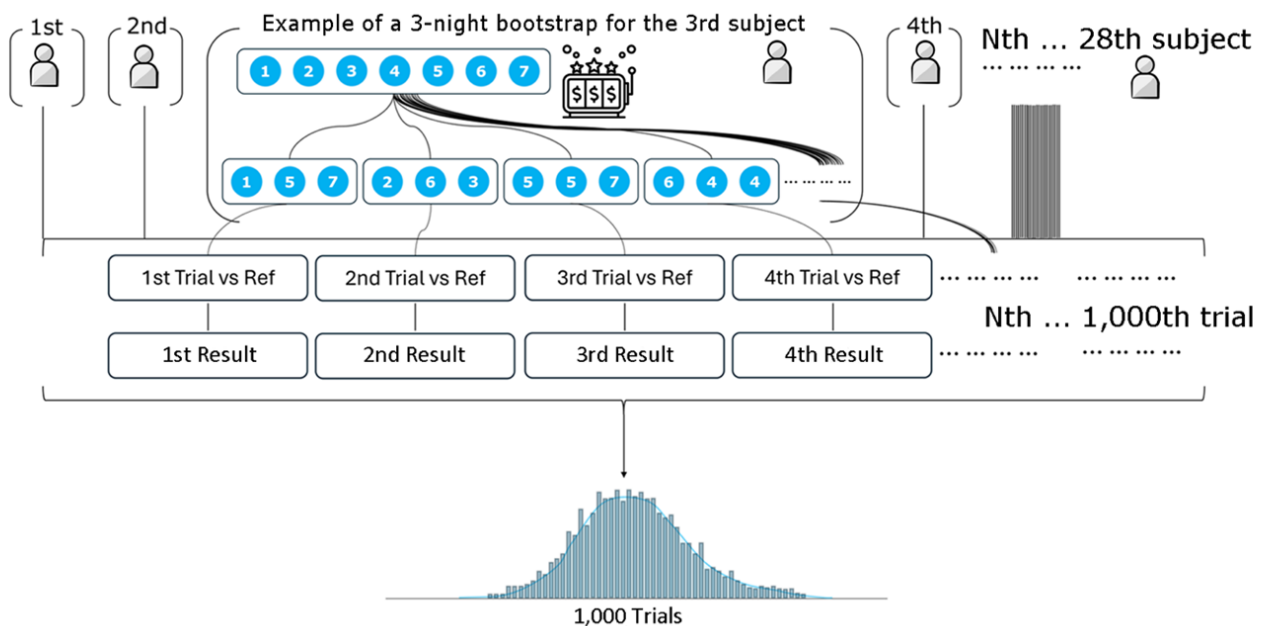 1st
2nd
Example of a 3-night bootstrap for the 3rd subject
4th
Nth ... 28th subject
... ... ... ...
1 2 3 4 5 6 7
$ $ $
1 5 7
2 6 3
5 5 7
6 4 4
... ... ... ...
1st Trial vs Ref
2nd Trial vs Ref
3rd Trial vs Ref
4th Trial vs Ref
... ... ... ...
... ... ... ...
Nth ... 1,000th trial
1st Result
2nd Result
3rd Result
4th Result
... ... ... ...
... ... ... ...
1,000 Trials